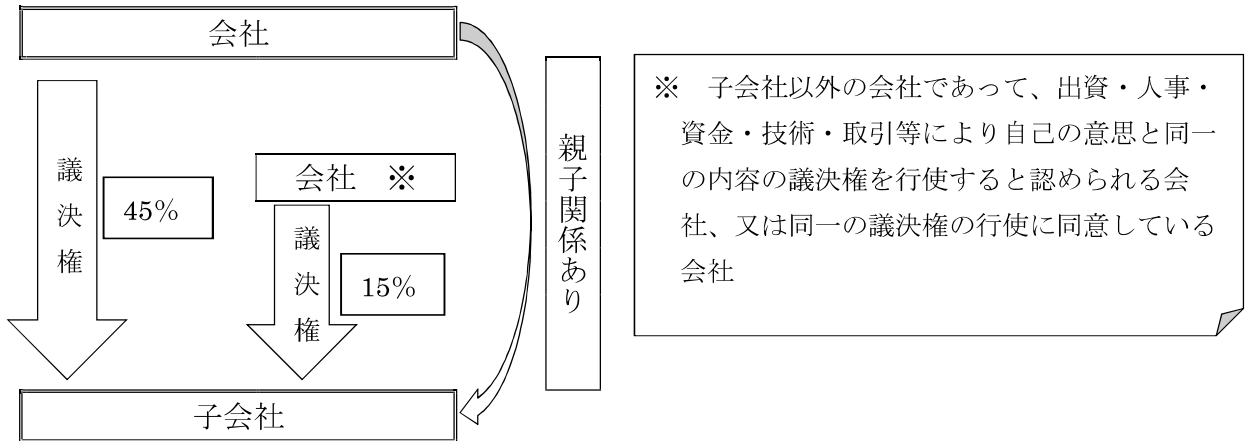 会社
議決権
45%
会社　※
議決権
15%
子会社
親子関係あり
※　子会社以外の会社であって、出資・人事・
資金・技術・取引等により自己の意思と同一
の内容の議決権を行使すると認められる会
社、又は同一の議決権の行使に同意している
会社